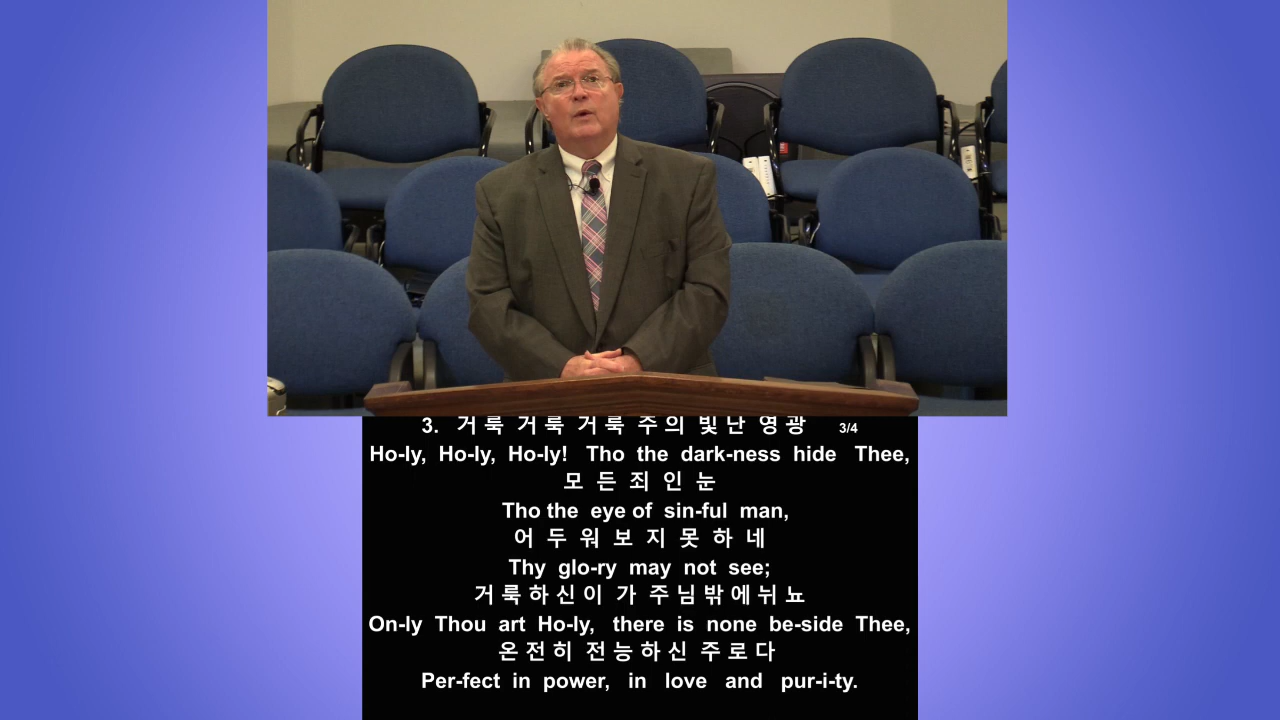 3. 거 룩 거 룩 거 룩 주 의 빛 난 영 광 3/4
Ho-ly, Ho-ly, Ho-ly! Tho the dark-ness hide Thee,
모 든 죄 인 눈
Tho the eye of sin-ful man,
어 두 워 보 지 못 하 네
Thy glo-ry may not see;
거 룩 하 신 이 가 주 님 밖 에 뉘 뇨
On-ly Thou art Ho-ly, there is none be-side Thee,
온 전 히 전 능 하 신 주 로 다
Per-fect in power, in love and pur-i-ty.